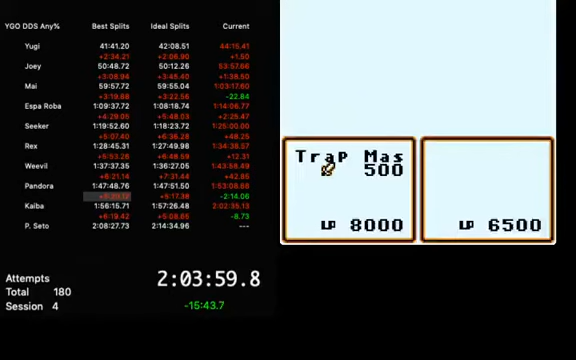 YGO DDS Any% Best Splits Ideal Splits Current
Yugi 41:41.20 42:08.51 44:15.41
+2:34.21 +2:06.90 +1.50
Joey 50:48.72 50:12.26 53:57.66
+3:08.94 +3:45.40 +1:38.50
Mai 59:57.72 59:55.04 1:03:17.60
+3:19.88 +3:22.56 -22.84
Espa Roba 1:09:37.72 1:08:18.74 1:14:06.77
+4:29.05 +5:48.03 +2:25.47
Seeker 1:19:52.60 1:18:23.72 1:25:00.00
+5:07.40 +6:36.28 +48.25
Rex 1:28:45.31 1:27:49.98 1:34:38.57
+5:53.26 +6:48.59 +12.31
Weevil 1:37:37.35 1:36:27.05 1:43:58.49
+6:21.14 +7:31.44 +42.85
Pandora 1:47:48.76 1:47:51.50 1:53:08.88
+5:17.38 -2:14.06
Kaiba 1:56:15.71 1:57:26.48 2:02:35.13
+6:19.42 +5:08.65 -8.73
P. Seto 2:08:27.73 2:14:34.96 ---
Attempts
Total 180
Session 4
2:03:59.8
-15:43.7
Trap Mas
500
LP 8000
LP 6500